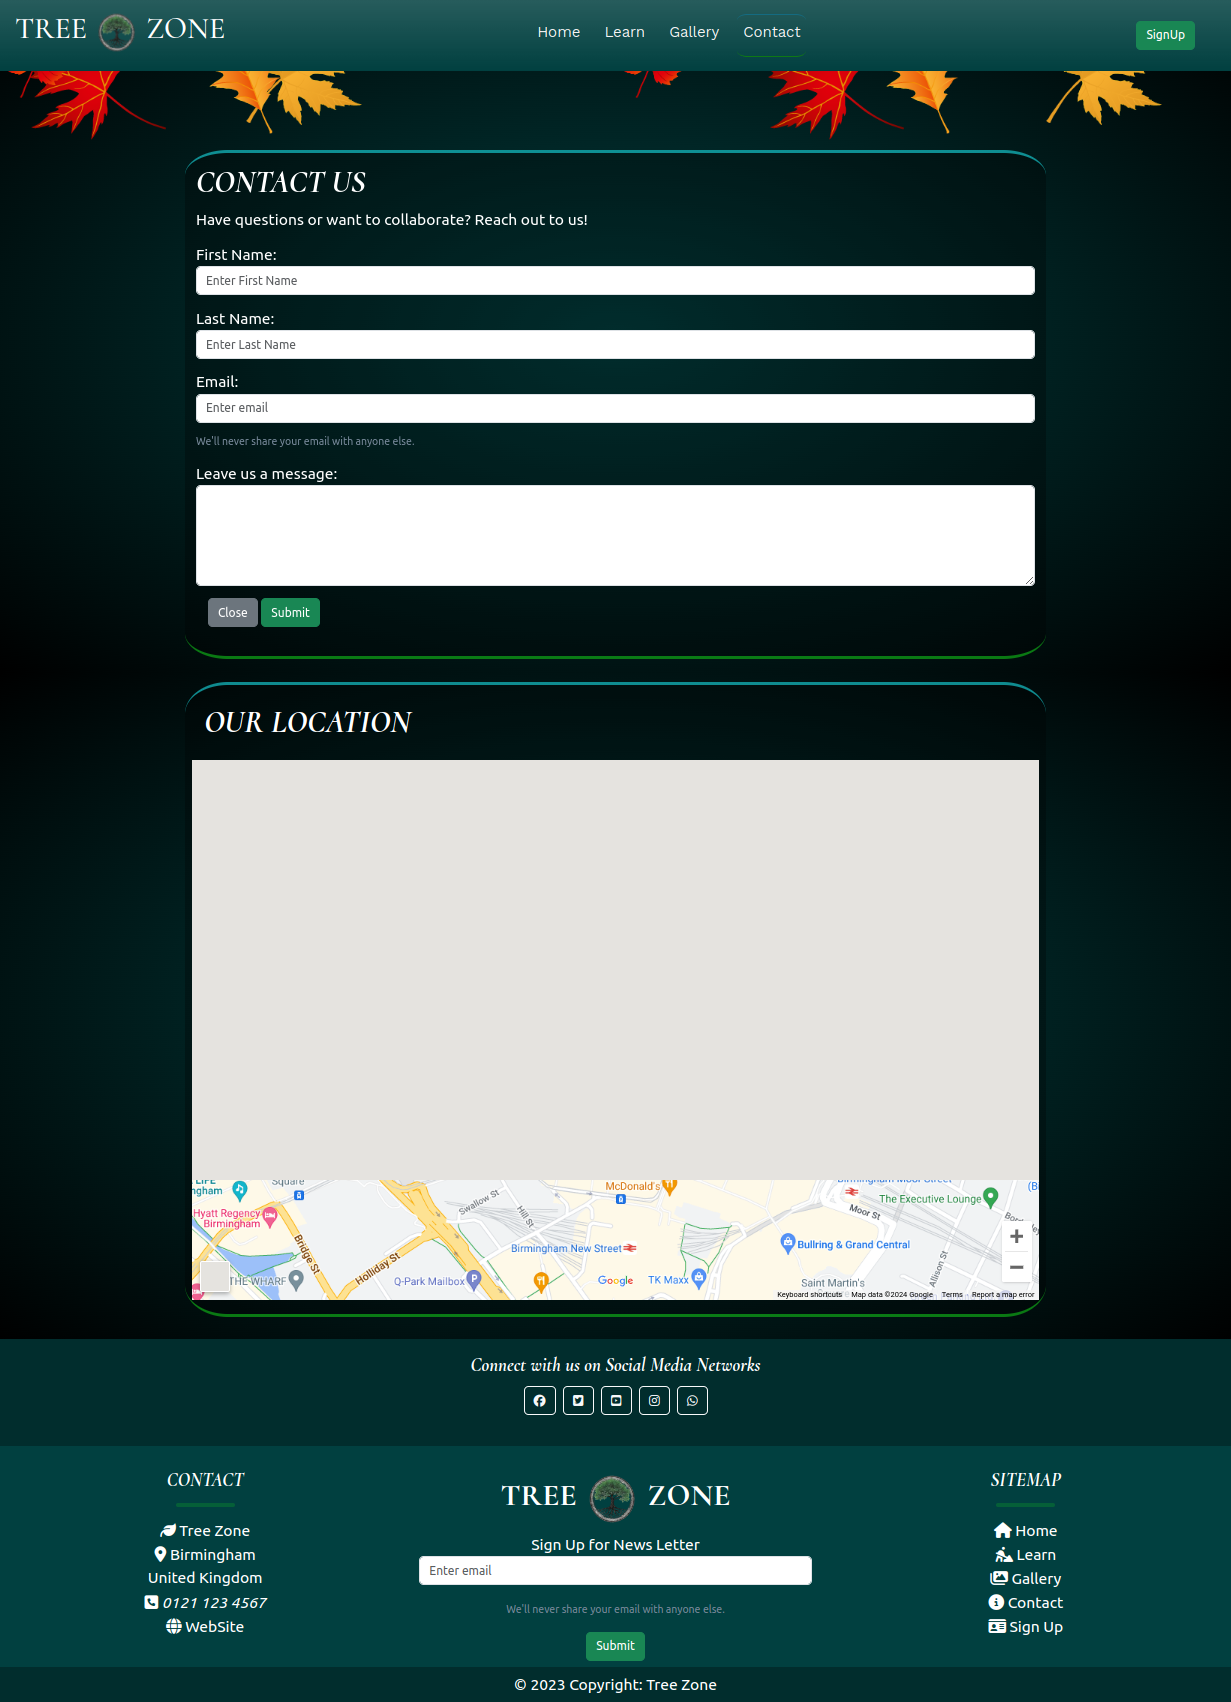 TREE ZONE
Home Learn Gallery Contact
SignUp
CONTACT US
Have questions or want to collaborate? Reach out to us!
First Name:
Enter First Name
Last Name:
Enter Last Name
Email:
Enter email
We'll never share your email with anyone else.
Leave us a message:
Close Submit
OUR LOCATION
LIFE
Square
McDonald's
Birmingham Moor Street
The Executive Lounge
Hyatt Regency
Birmingham
Swallow St
Hill St
Moor St
Bridge St
Birmingham New Street
Bullring & Grand Central
Holliday St
THE WHARF
Q-Park Mailbox
Google
TK Maxx
Saint Martin's
Allison St
Keyboard shortcuts Map data ©2024 Google Terms Report a map error
Connect with us on Social Media Networks
CONTACT
Tree Zone
Birmingham
United Kingdom
0121 123 4567
WebSite
TREE ZONE
Sign Up for News Letter
Enter email
We'll never share your email with anyone else.
Submit
SITEMAP
Home
Learn
Gallery
Contact
Sign Up
© 2023 Copyright: Tree Zone